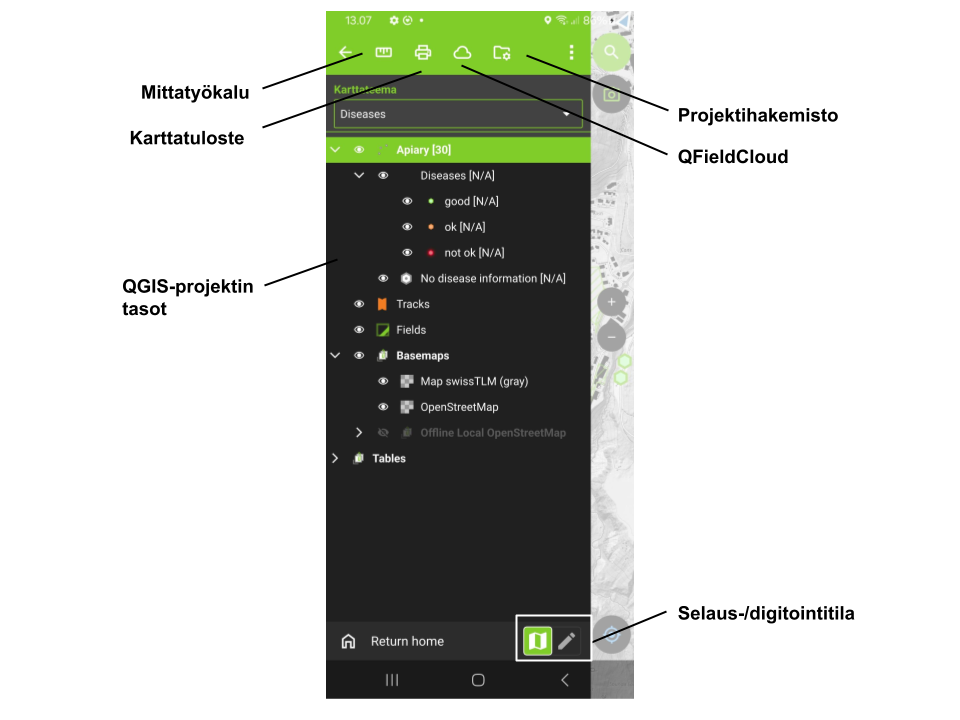 13.07
Mittatyökalu
Karttatuloste
QGIS-projektin
tasot
Karttateema
Diseases
Apiary [30]
Diseases [N/A]
good [N/A]
ok [N/A]
not ok [N/A]
No disease information [N/A]
Tracks
Fields
Basemaps
Map swissTLM (gray)
OpenStreetMap
Offline Local OpenStreetMap
Tables
Return home
Projektihakemisto
QFieldCloud
Selaus-/digitointitila